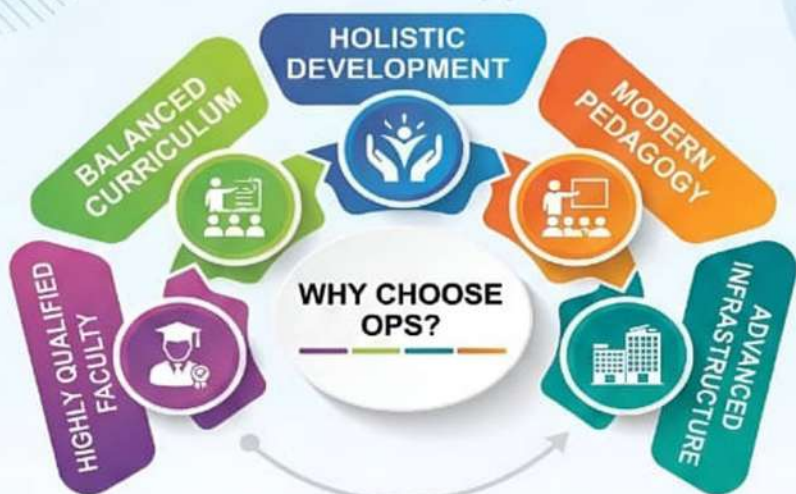 HIGHLY QUALIFIED
FACULTY
BALANCED
CURRICULUM
HOLISTIC
DEVELOPMENT
MODERN
PEDAGOGY
ADVANCED
INFRASTRUCTURE
WHY CHOOSE
OPS?